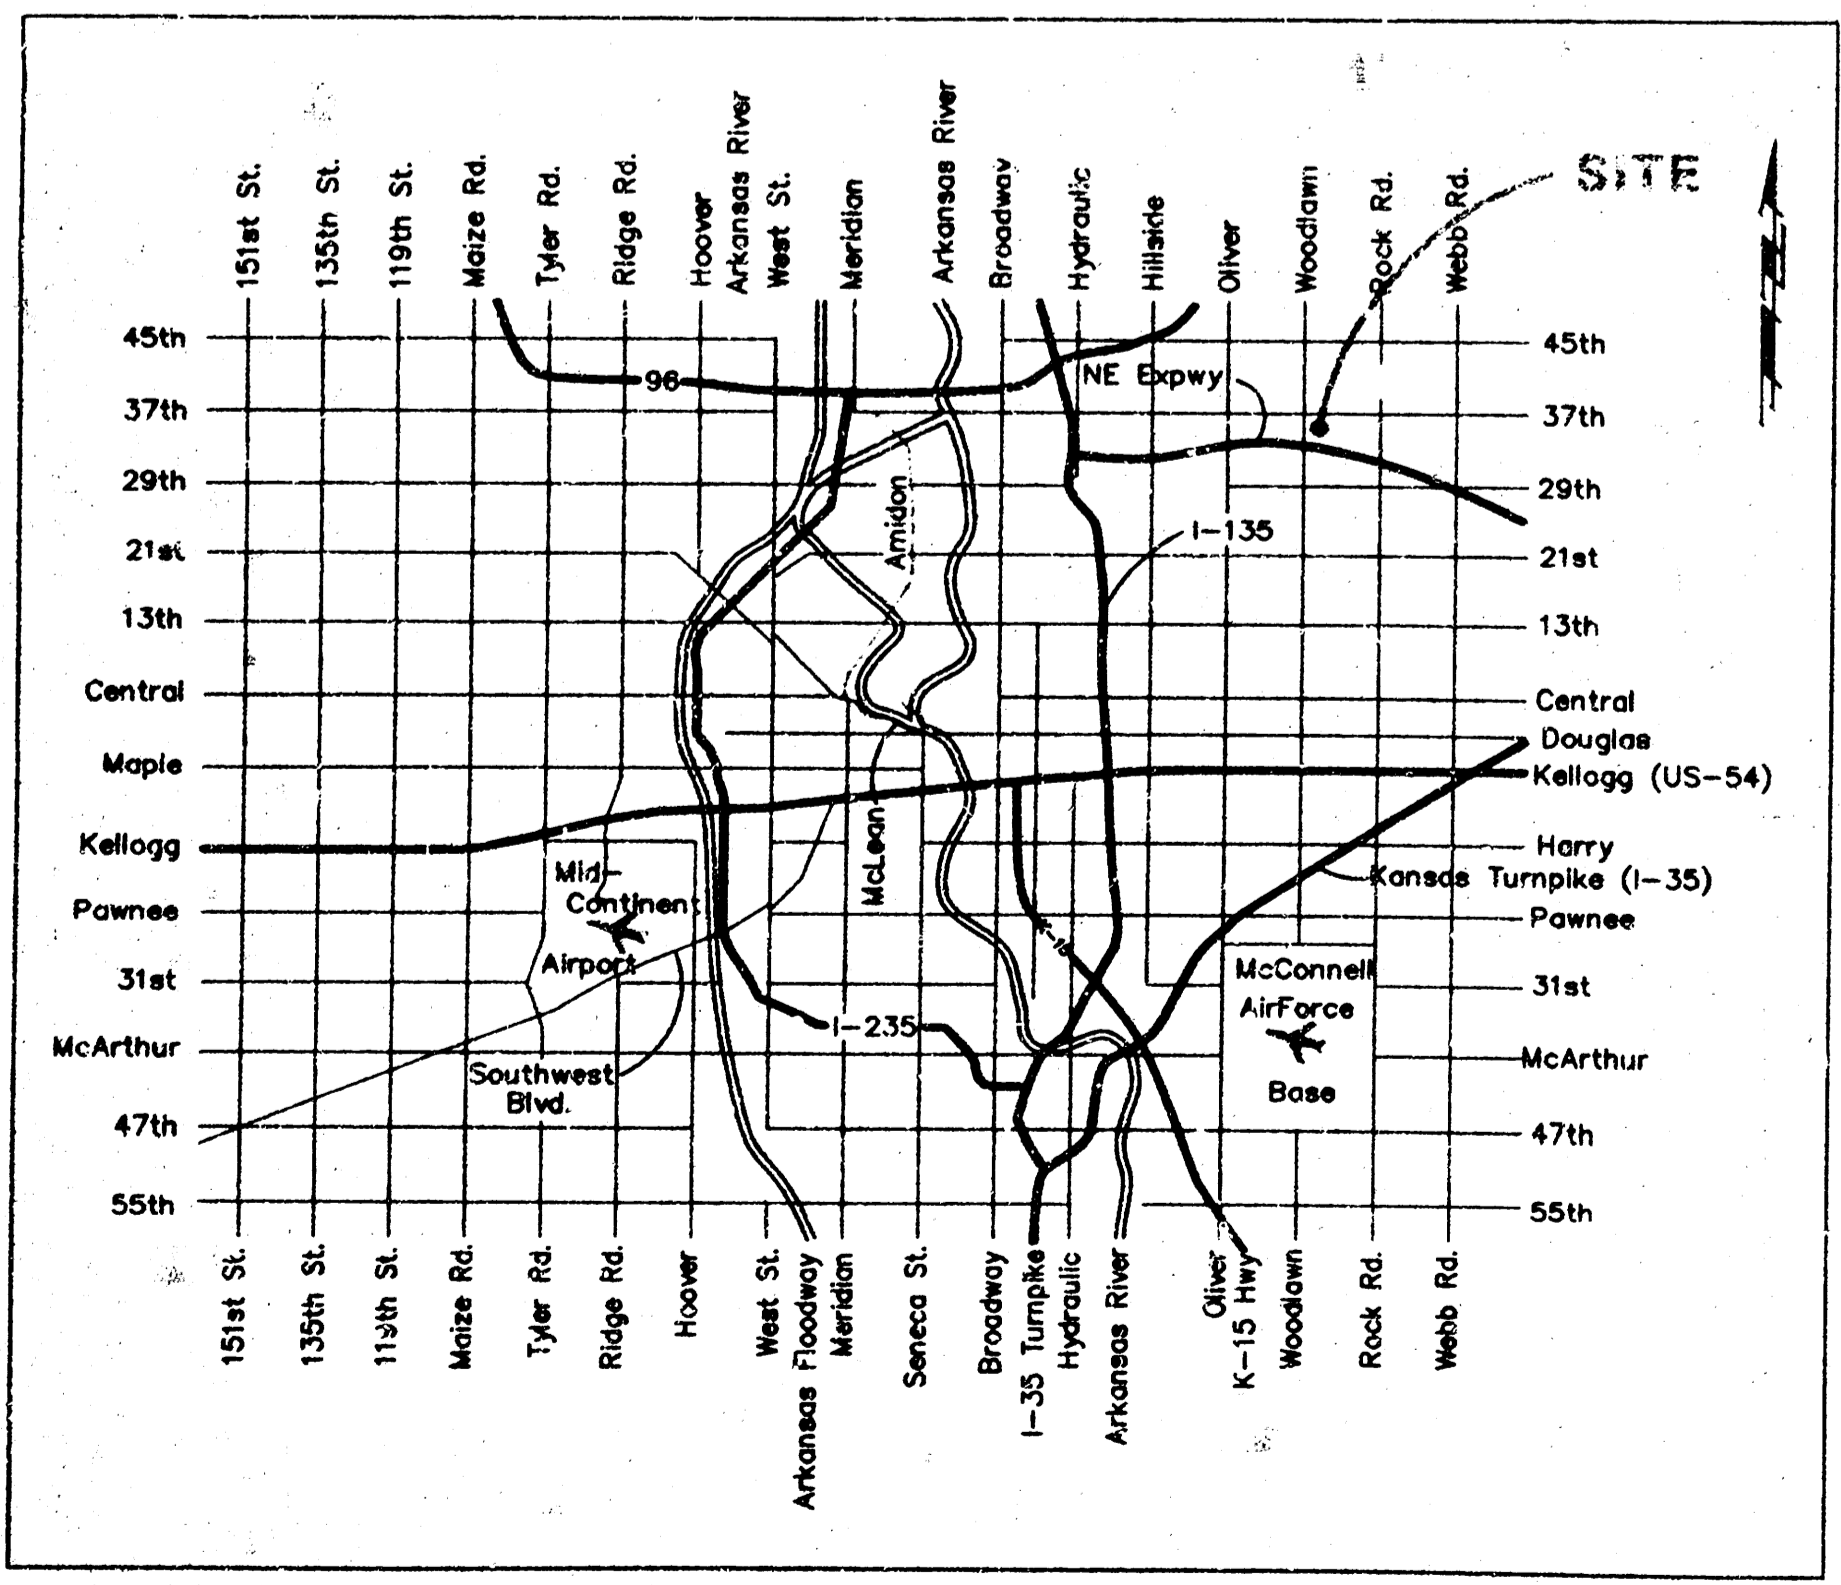 151st St.
135th St.
119th St.
Maize Rd.
Tyler Rd.
Ridge Rd.
Hoover
Arkansas River
West St.
Meridian
Arkansas River
Broadway
Hydraulic
Hillside
Oliver
Woodlawn
Rock Rd.
Webb Rd.
SITE
45th
45th
96
NE Expwy
37th
37th
29th
29th
Amidon
I-135
21st
21st
13th
13th
Central
Central
Douglas
Maple
Kellogg (US-54)
McLean
Kellogg
Harry
Mid-
Continent
Airport
Kansas Turnpike (I-35)
Pawnee
Pawnee
K-15
McConnell
AirForce
Base
31st
31st
I-235
McArthur
McArthur
Southwest
Blvd.
47th
47th
55th
55th
151st St.
135th St.
119th St.
Maize Rd.
Tyler Rd.
Ridge Rd.
Hoover
West St.
Arkansas Floodway
Meridian
Seneca St.
Broadway
I-35 Turnpike
Hydraulic
Arkansas River
Oliver
K-15 Hwy
Woodlawn
Rock Rd.
Webb Rd.